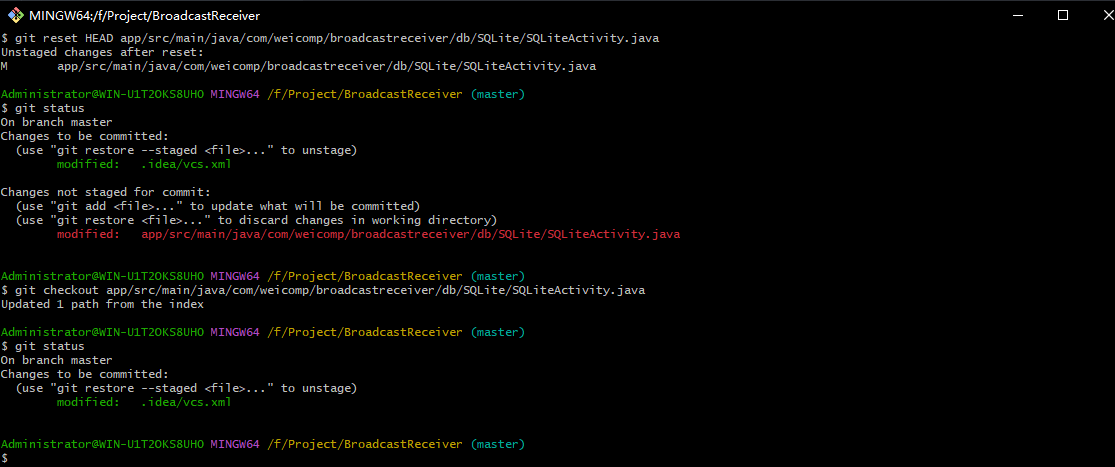 MINGW64:/f/Project/BroadcastReceiver
$ git reset HEAD app/src/main/java/com/weicomp/broadcastreceiver/db/SQLite/SQLiteActivity.java
Unstaged changes after reset:
M       app/src/main/java/com/weicomp/broadcastreceiver/db/SQLite/SQLiteActivity.java
Administrator@WIN-U1T2OKS8UHO MINGW64 /f/Project/BroadcastReceiver (master)
$ git status
On branch master
Changes to be committed:
  (use "git restore --staged <file>..." to unstage)
        modified:   .idea/vcs.xml
Changes not staged for commit:
  (use "git add <file>..." to update what will be committed)
  (use "git restore <file>..." to discard changes in working directory)
        modified:   app/src/main/java/com/weicomp/broadcastreceiver/db/SQLite/SQLiteActivity.java
Administrator@WIN-U1T2OKS8UHO MINGW64 /f/Project/BroadcastReceiver (master)
$ git checkout app/src/main/java/com/weicomp/broadcastreceiver/db/SQLite/SQLiteActivity.java
Updated 1 path from the index
Administrator@WIN-U1T2OKS8UHO MINGW64 /f/Project/BroadcastReceiver (master)
$ git status
On branch master
Changes to be committed:
  (use "git restore --staged <file>..." to unstage)
        modified:   .idea/vcs.xml
Administrator@WIN-U1T2OKS8UHO MINGW64 /f/Project/BroadcastReceiver (master)
$